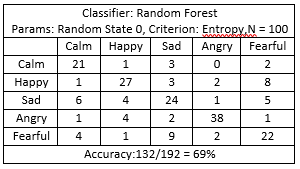 Classifier: Random Forest
Params: Random State 0, Criterion: Entropy,N = 100
Calm Happy Sad Angry Fearful
Calm 21 1 3 0 2
Happy 1 27 3 2 8
Sad 6 4 24 1 5
Angry 1 4 2 38 1
Fearful 4 1 9 2 22
Accuracy:132/192 = 69%